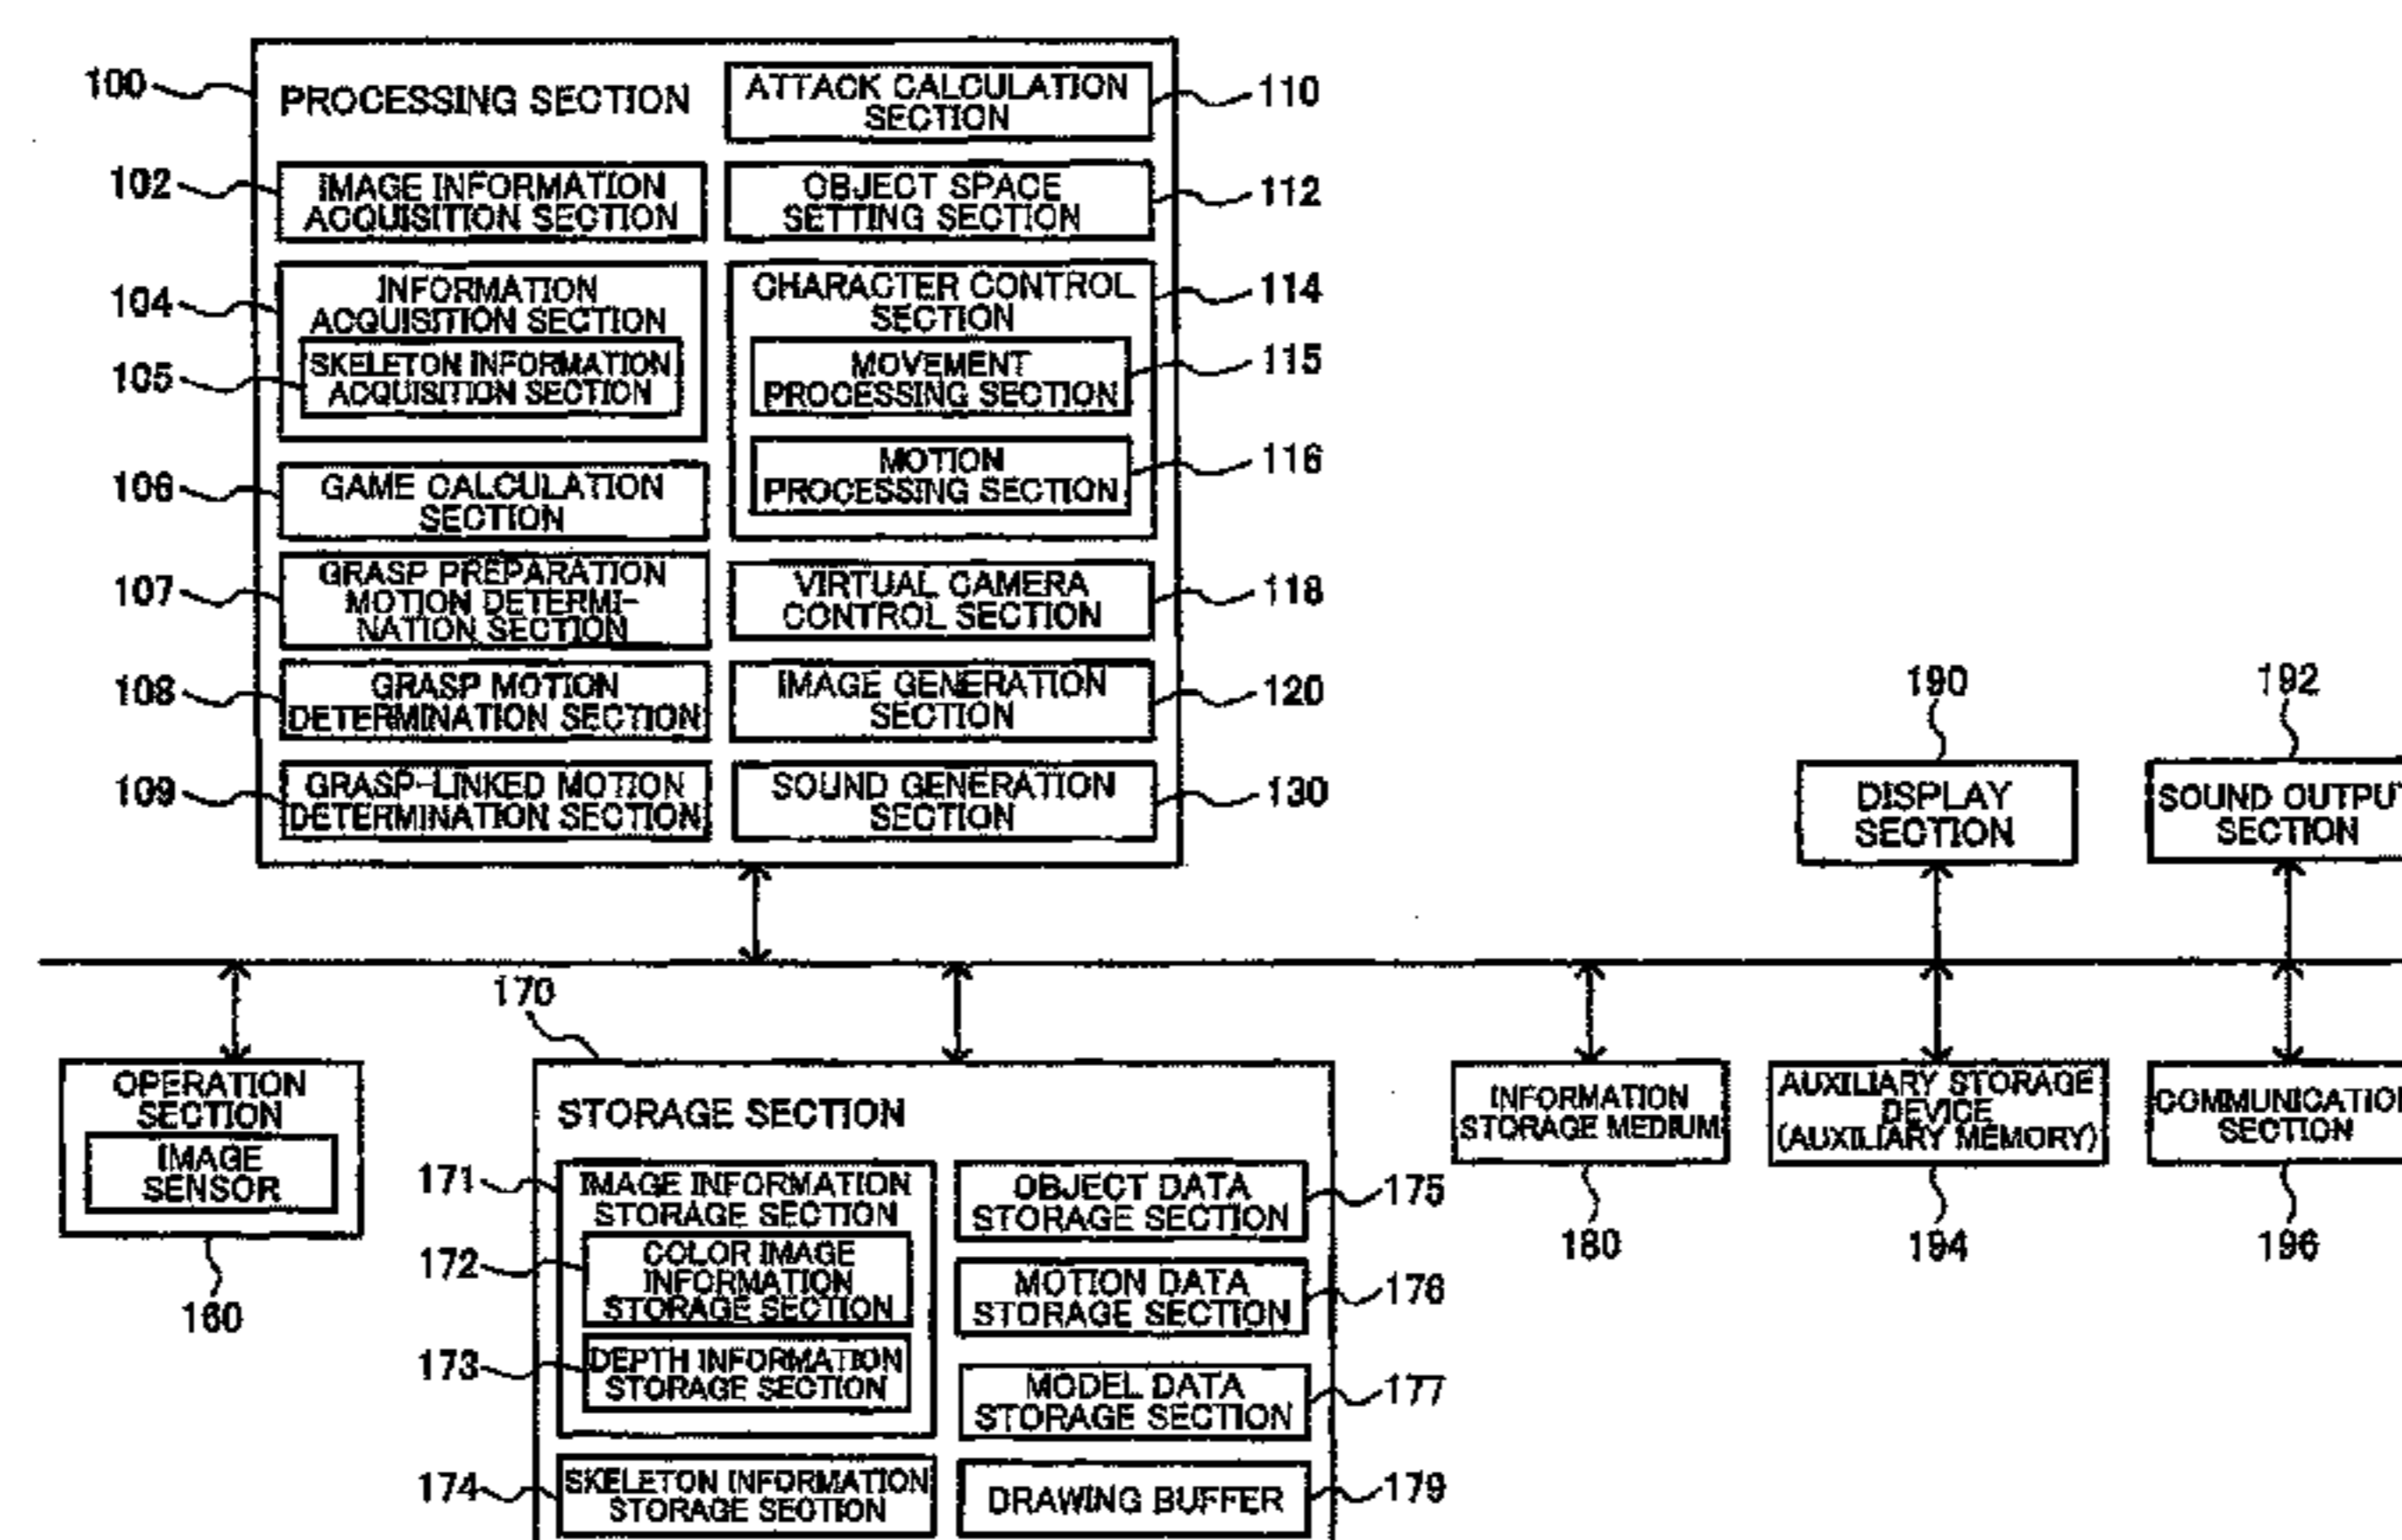 100
PROCESSING SECTION
ATTACK CALCULATION
SECTION
110
102
IMAGE INFORMATION
ACQUISITION SECTION
OBJECT SPACE
SETTING SECTION
112
104
INFORMATION
ACQUISITION SECTION
105
SKELETON INFORMATION
ACQUISITION SECTION
CHARACTER CONTROL
SECTION
114
MOVEMENT
PROCESSING SECTION
115
MOTION
PROCESSING SECTION
116
106
GAME CALCULATION
SECTION
107
GRASP PREPARATION
MOTION DETERMI-
NATION SECTION
VIRTUAL CAMERA
CONTROL SECTION
118
108
GRASP MOTION
DETERMINATION SECTION
IMAGE GENERATION
SECTION
120
109
GRASP-LINKED MOTION
DETERMINATION SECTION
SOUND GENERATION
SECTION
130
190
DISPLAY
SECTION
192
SOUND OUTPUT
SECTION
OPERATION
SECTION
IMAGE
SENSOR
160
170
STORAGE SECTION
171
IMAGE INFORMATION
STORAGE SECTION
172
COLOR IMAGE
INFORMATION
STORAGE SECTION
173
DEPTH INFORMATION
STORAGE SECTION
174
SKELETON INFORMATION
STORAGE SECTION
OBJECT DATA
STORAGE SECTION
175
MOTION DATA
STORAGE SECTION
176
MODEL DATA
STORAGE SECTION
177
DRAWING BUFFER
179
INFORMATION
STORAGE MEDIUM
180
AUXILIARY STORAGE
DEVICE
(AUXILIARY MEMORY)
194
COMMUNICATION
SECTION
196